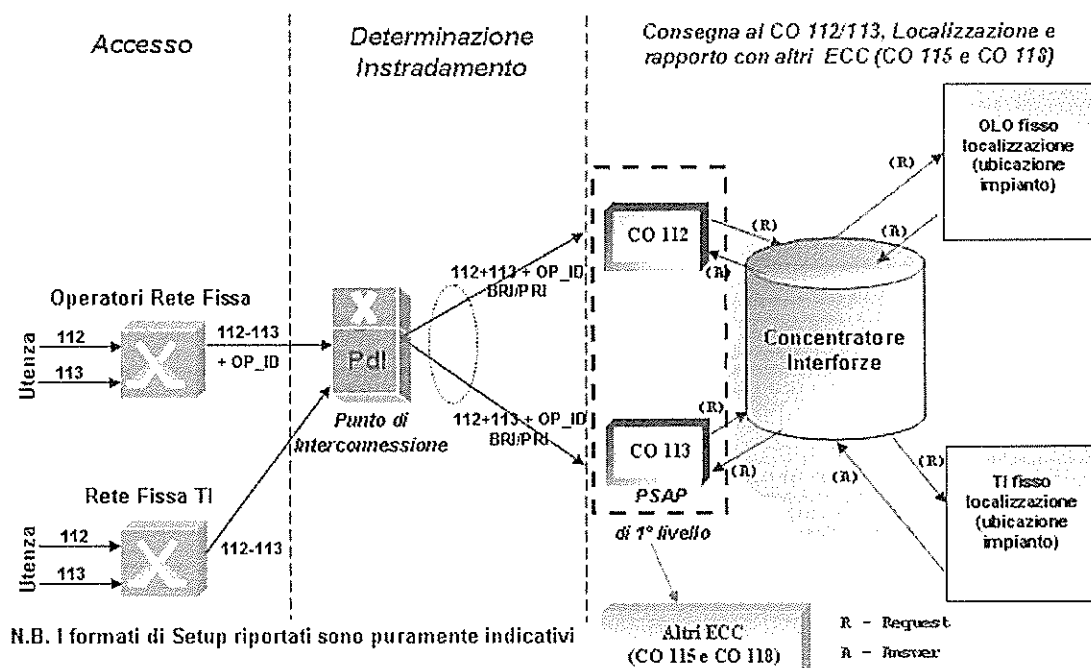 Accesso
Determinazione
Instradamento
Consegna al CO 112/113, Localizzazione e
rapporto con altri ECC (CO 115 e CO 118)
OLO fisso
localizzazione
(ubicazione
impianto)
(R)
(A)
CO 112
(R)
(A)
112+113 + OP_ID
BRI/PRI
Operatori Rete Fissa
Utenza
112
113
112-113
+ OP_ID
PdI
Punto di
Interconnessione
Concentratore
Interforze
112+113 + OP_ID
BRI/PRI
(R)
CO 113
(A)
PSAP
di 1° livello
(A)
(R)
TI fisso
localizzazione
(ubicazione
impianto)
Rete Fissa TI
Utenza
112
113
112-113
N.B. I formati di Setup riportati sono puramente indicativi
Altri ECC
(CO 115 e CO 118)
R - Request
A - Answer